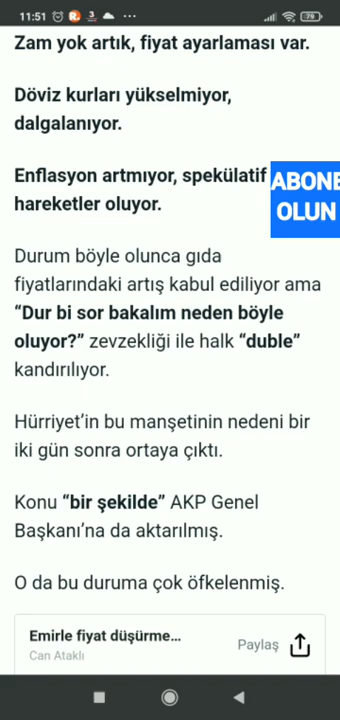 11:51
3
79
Zam yok artık, fiyat ayarlaması var.
Döviz kurları yükselmiyor,
dalgalanıyor.
Enflasyon artmıyor, spekülatif
hareketler oluyor.
ABONE
OLUN
Durum böyle olunca gıda
fiyatlarındaki artış kabul ediliyor ama
“Dur bi sor bakalım neden böyle
oluyor?” zevzekliği ile halk “duble”
kandırılıyor.
Hürriyet’in bu manşetinin nedeni bir
iki gün sonra ortaya çıktı.
Konu “bir şekilde” AKP Genel
Başkanı’na da aktarılmış.
O da bu duruma çok öfkelenmiş.
Emirle fiyat düşürme...
Can Ataklı
Paylaş